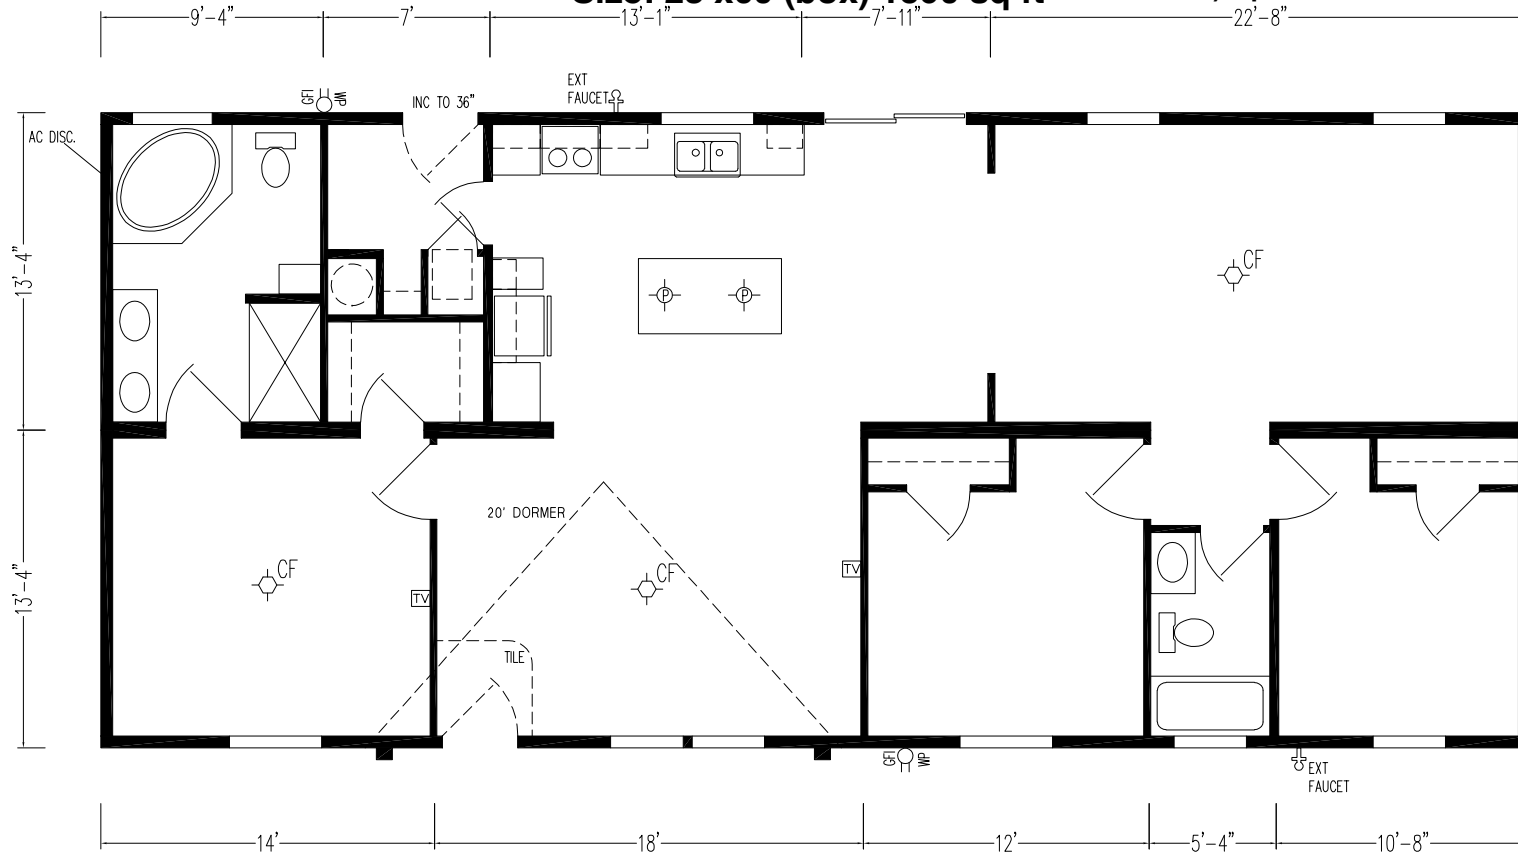 9'-4"
7'
13'-1"
7'-11"
22'-8"
EXT
FAUCET
GFI
WP
INC TO 36"
AC DISC.
13'-4"
CF
P
P
20' DORMER
CF
CF
TV
TV
13'-4"
TILE
GFI
WP
EXT
FAUCET
14'
18'
12'
5'-4"
10'-8"